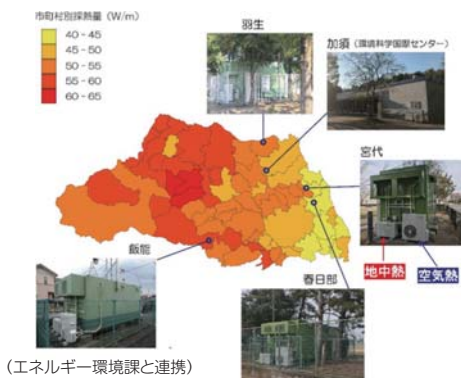 市町村別採熱量（W/m）
40 - 45
45 - 50
50 - 55
55 - 60
60 - 65
羽生
加須（環境科学国際センター）
宮代
飯能
春日部
地中熱
空気熱
（エネルギー環境課と連携）